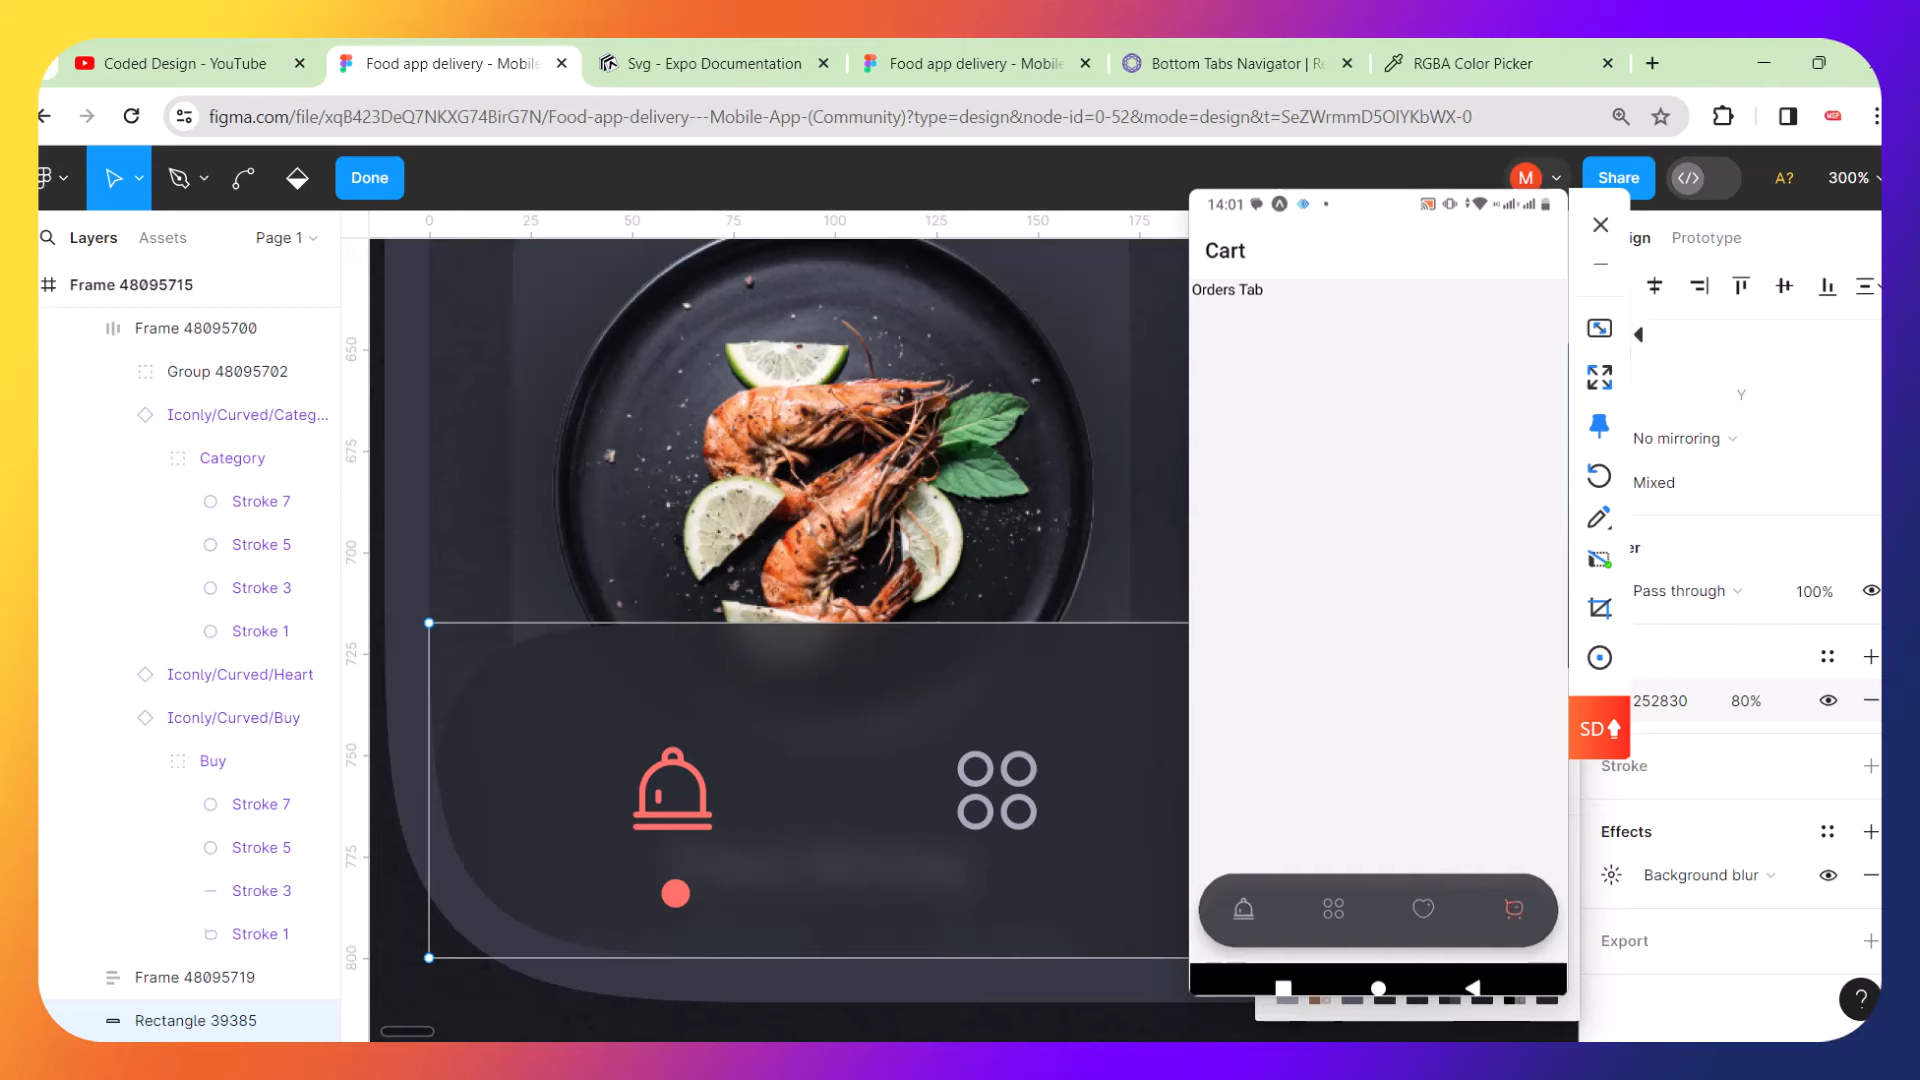 Coded Design - YouTube
Food app delivery - Mobile
Svg - Expo Documentation
Food app delivery - Mobile
Bottom Tabs Navigator | Re
RGBA Color Picker
figma.com/file/xqB423DeQ7NKXG74BirG7N/Food-app-delivery---Mobile-App-(Community)?type=design&node-id=0-52&mode=design&t=SeZWrmmD5OIYKbWX-0
MSP
Done
M
Share
A?
300%
Layers
Assets
Page 1
0
25
50
75
100
125
150
175
14:01
ign
Prototype
Cart
Frame 48095715
Orders Tab
Frame 48095700
Group 48095702
Iconly/Curved/Categ...
Category
Stroke 7
Stroke 5
Stroke 3
Stroke 1
Iconly/Curved/Heart
Iconly/Curved/Buy
Buy
Stroke 7
Stroke 5
Stroke 3
Stroke 1
Frame 48095719
Rectangle 39385
650
675
700
725
750
775
800
Y
No mirroring
Mixed
er
Pass through
100%
252830
80%
SD
Stroke
Effects
Background blur
Export
?